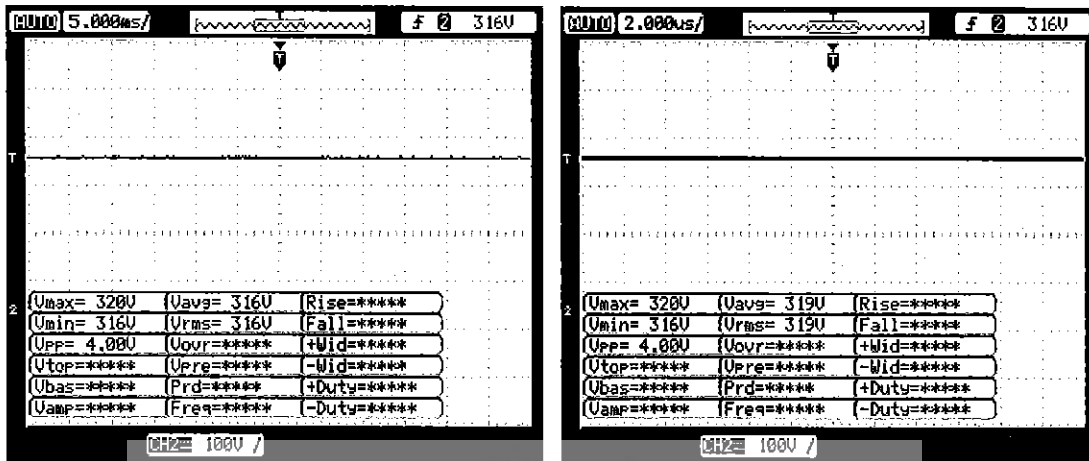 AUTO 5.000ms/ T f 2 316V
T
T
2
Vmax= 320V Vavg= 316V Rise=*****
Vmin= 316V Vrms= 316V Fall=*****
Vpp= 4.00V Vovr=***** +Wid=*****
Vtop=***** Vpre=***** -Wid=*****
Vbas=***** Prd=***** +Duty=*****
Vamp=***** Freq=***** -Duty=*****
CH2 100V /
AUTO 2.000us/ T f 2 316V
T
T
2
Vmax= 320V Vavg= 319V Rise=*****
Vmin= 316V Vrms= 319V Fall=*****
Vpp= 4.00V Vovr=***** +Wid=*****
Vtop=***** Vpre=***** -Wid=*****
Vbas=***** Prd=***** +Duty=*****
Vamp=***** Freq=***** -Duty=*****
CH2 100V /